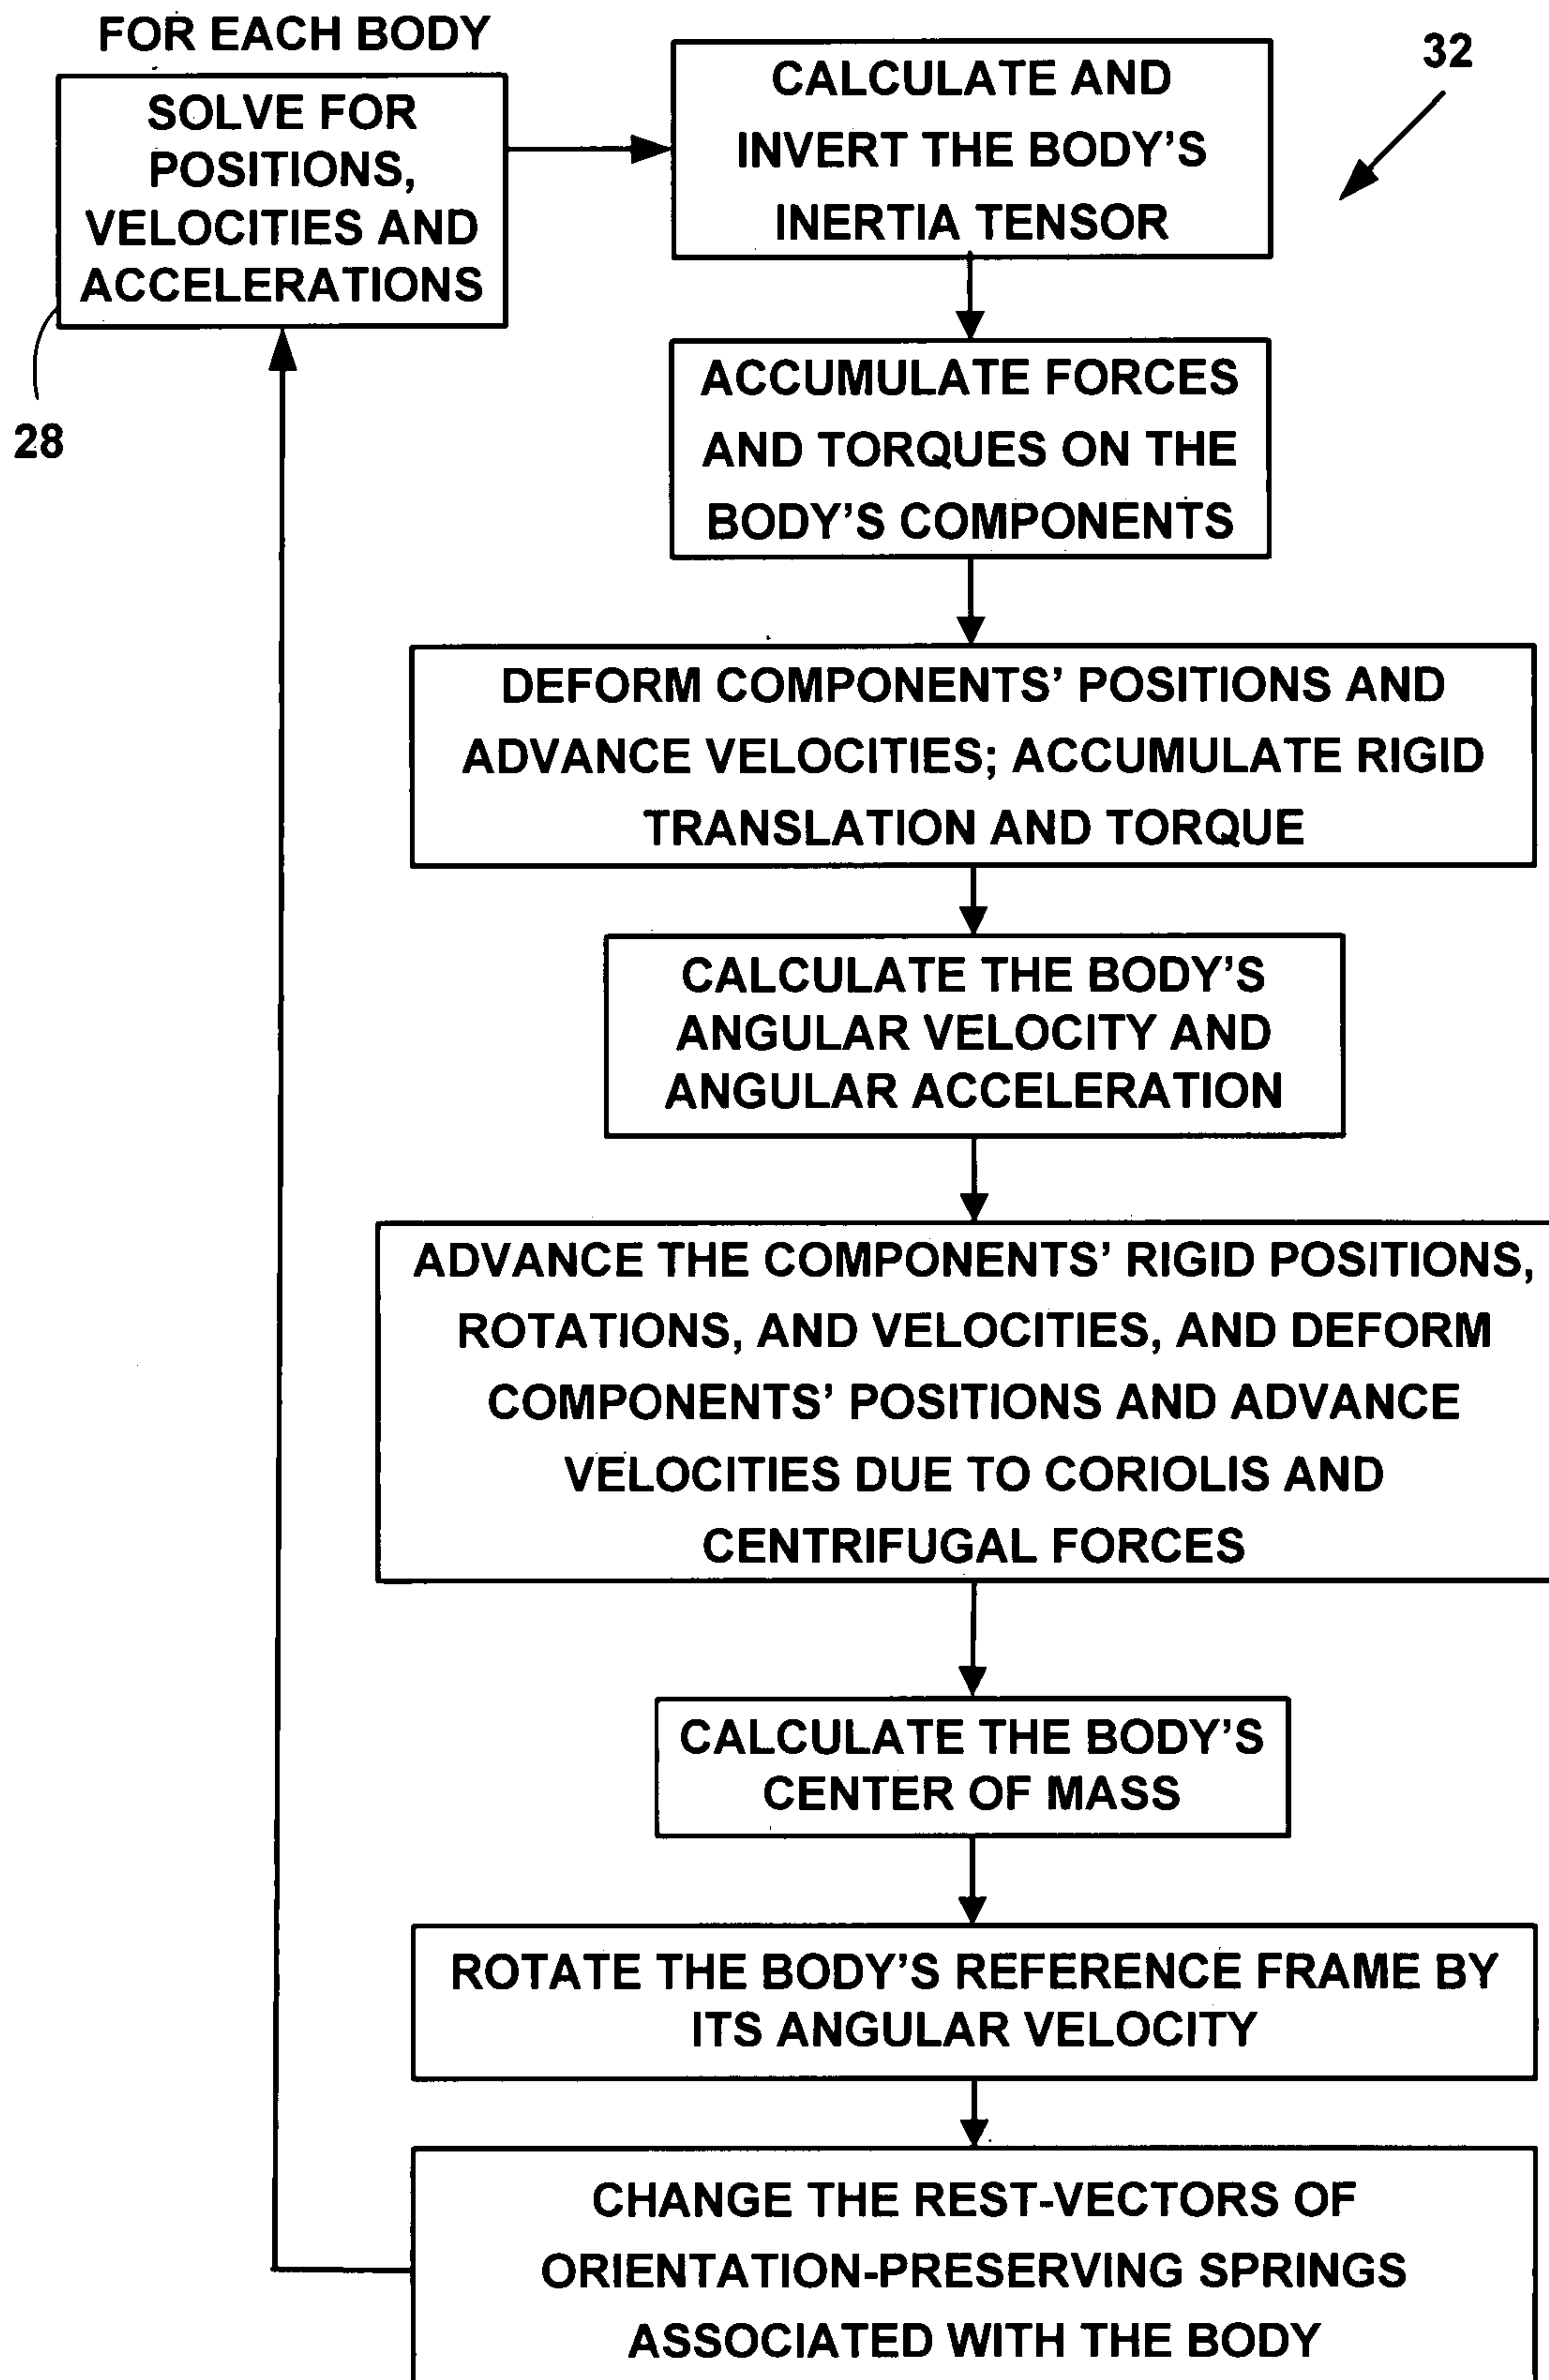 FOR EACH BODY
SOLVE FOR
POSITIONS,
VELOCITIES AND
ACCELERATIONS
28
CALCULATE AND
INVERT THE BODY'S
INERTIA TENSOR
32
ACCUMULATE FORCES
AND TORQUES ON THE
BODY'S COMPONENTS
DEFORM COMPONENTS' POSITIONS AND
ADVANCE VELOCITIES; ACCUMULATE RIGID
TRANSLATION AND TORQUE
CALCULATE THE BODY'S
ANGULAR VELOCITY AND
ANGULAR ACCELERATION
ADVANCE THE COMPONENTS' RIGID POSITIONS,
ROTATIONS, AND VELOCITIES, AND DEFORM
COMPONENTS' POSITIONS AND ADVANCE
VELOCITIES DUE TO CORIOLIS AND
CENTRIFUGAL FORCES
CALCULATE THE BODY'S
CENTER OF MASS
ROTATE THE BODY'S REFERENCE FRAME BY
ITS ANGULAR VELOCITY
CHANGE THE REST-VECTORS OF
ORIENTATION-PRESERVING SPRINGS
ASSOCIATED WITH THE BODY